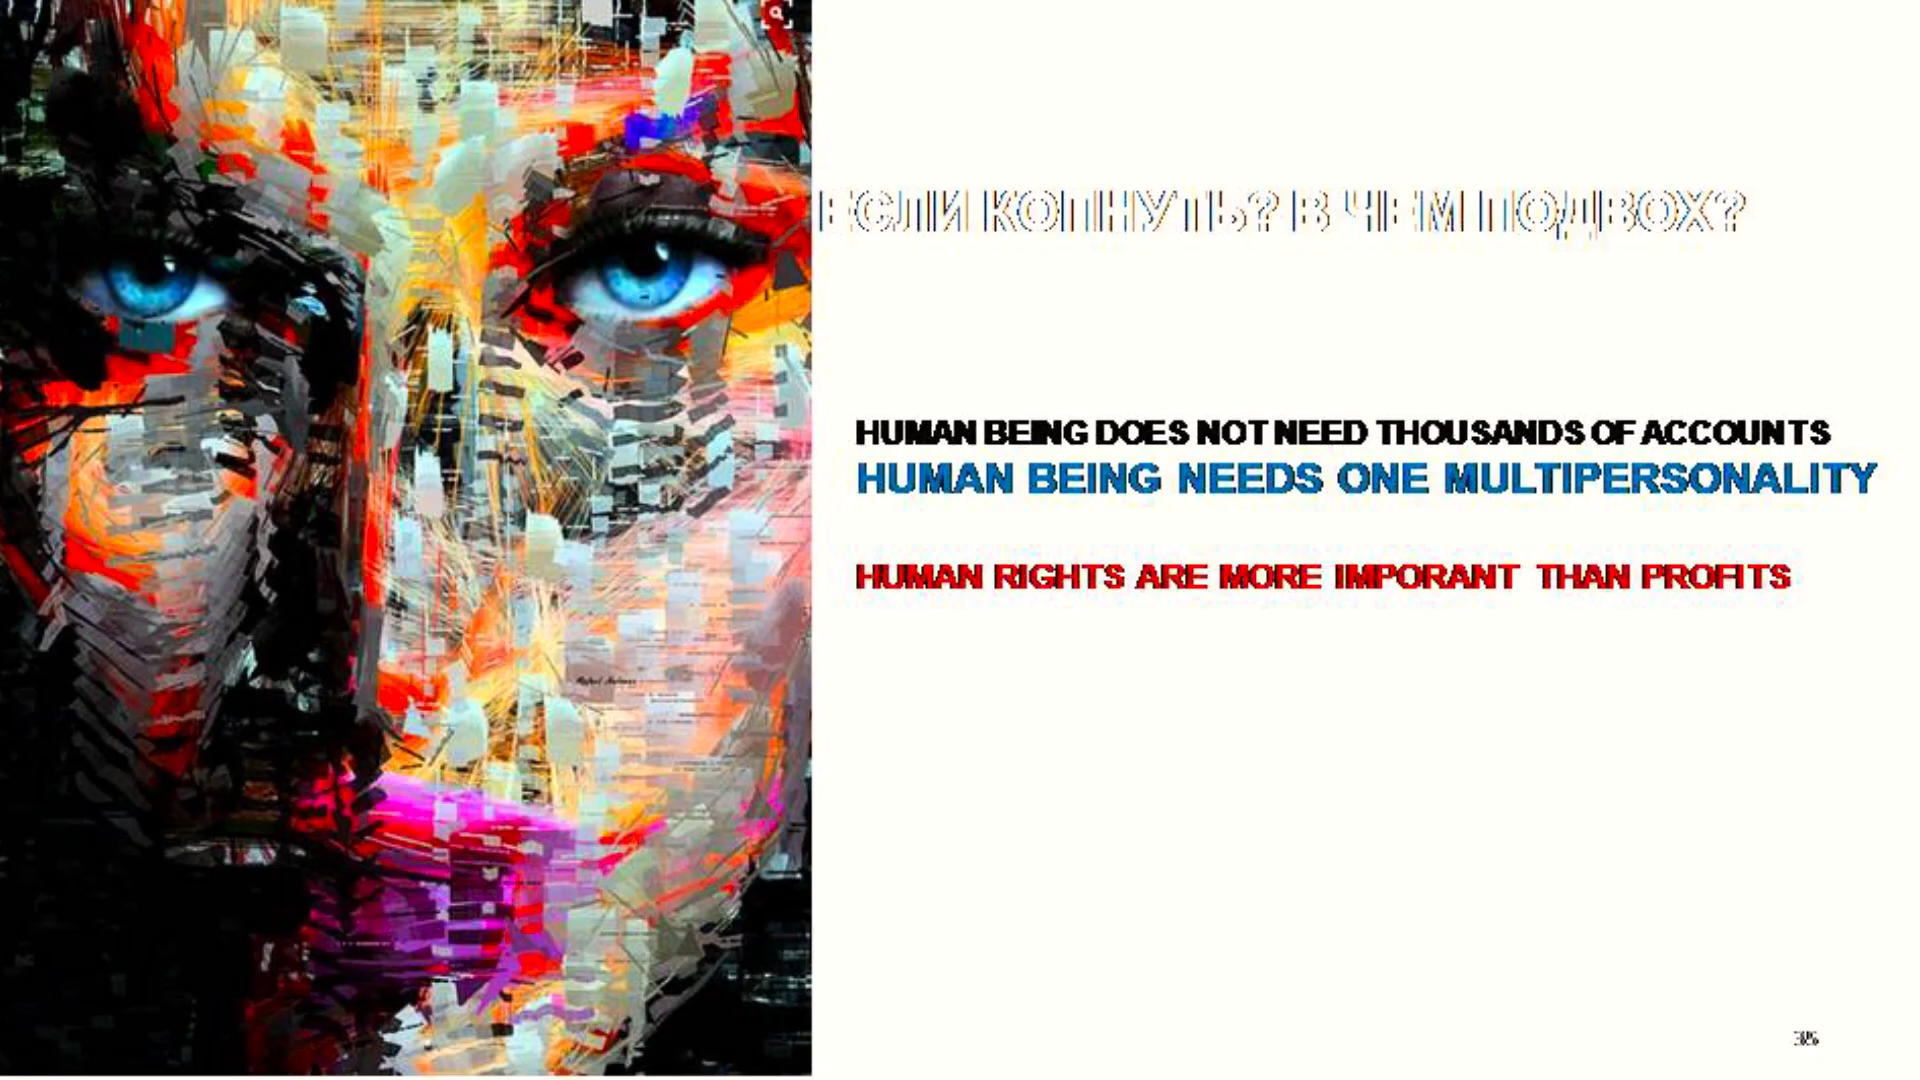 ЕСЛИ КОПНУТЬ? В ЧЕМ ПОДВОХ?
HUMAN BEING DOES NOT NEED THOUSANDS OF ACCOUNTS
HUMAN BEING NEEDS ONE MULTIPERSONALITY
HUMAN RIGHTS ARE MORE IMPORANT THAN PROFITS